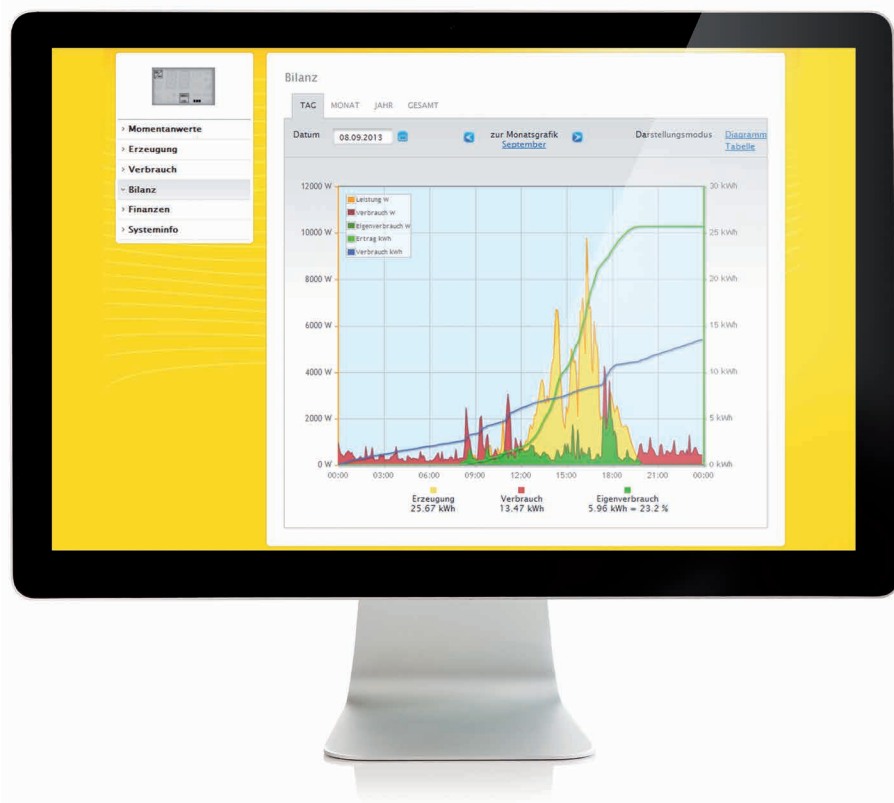 Bilanz
TAG MONAT JAHR GESAMT
> Momentanwerte
> Erzeugung
> Verbrauch
Bilanz
> Finanzen
> Systeminfo
Datum 08.09.2013 zur Monatsgrafik Darstellungsmodus Diagramm
September Tabelle
12000 W 30 kWh
Leistung W
Verbrauch W
Eigenverbrauch W
Ertrag kWh
Verbrauch kWh
10000 W 25 kWh
8000 W 20 kWh
6000 W 15 kWh
4000 W 10 kWh
2000 W 5 kWh
0 W 0 kWh
00:00 03:00 06:00 09:00 12:00 15:00 18:00 21:00 00:00
Erzeugung Verbrauch Eigenverbrauch
25.67 kWh 13.47 kWh 5.96 kWh = 23.2 %